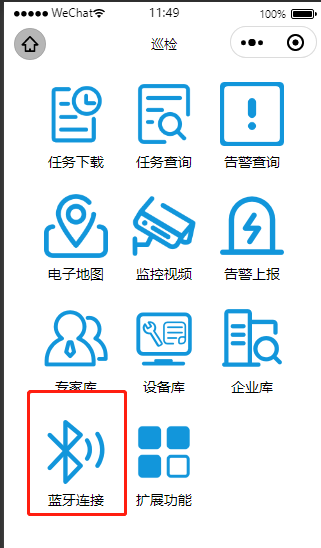 WeChat 11:49 100%
巡检
任务下载 任务查询 告警查询
电子地图 监控视频 告警上报
专家库 设备库 企业库
蓝牙连接 扩展功能